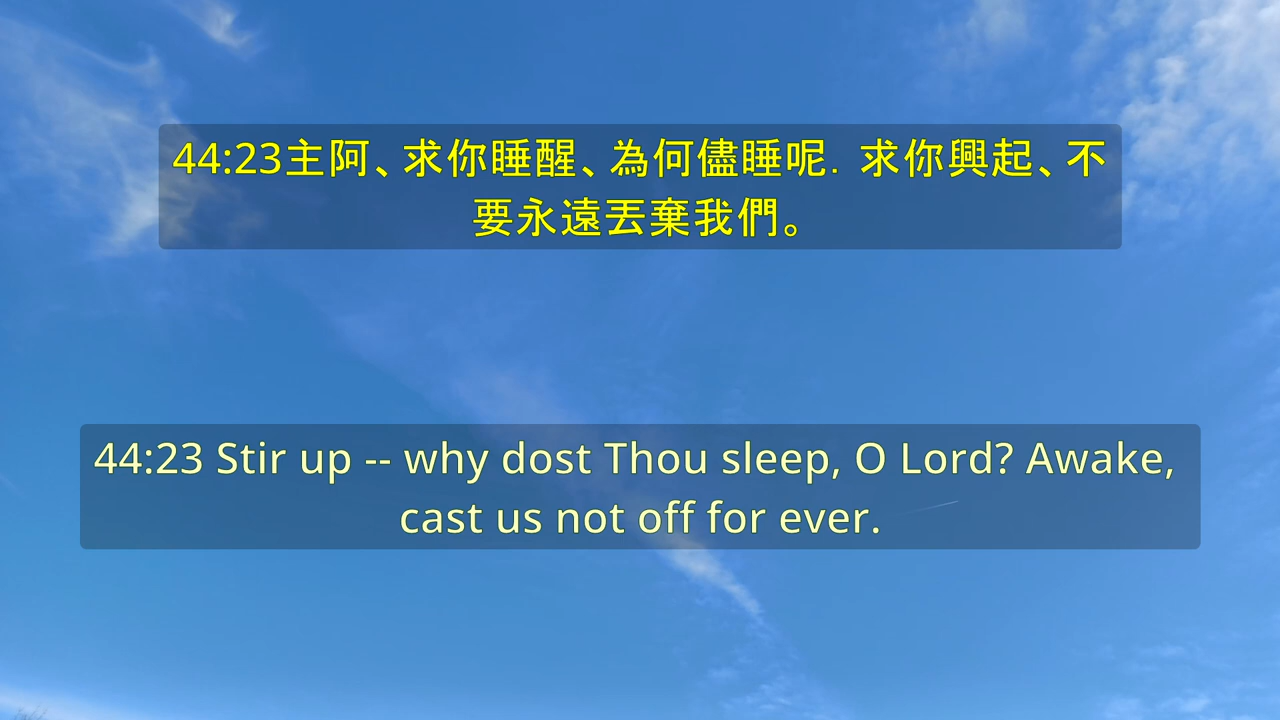 44:23主阿、求你睡醒、為何儘睡呢．求你興起、不
要永遠丟棄我們。
44:23 Stir up -- why dost Thou sleep, O Lord? Awake,
cast us not off for ever.